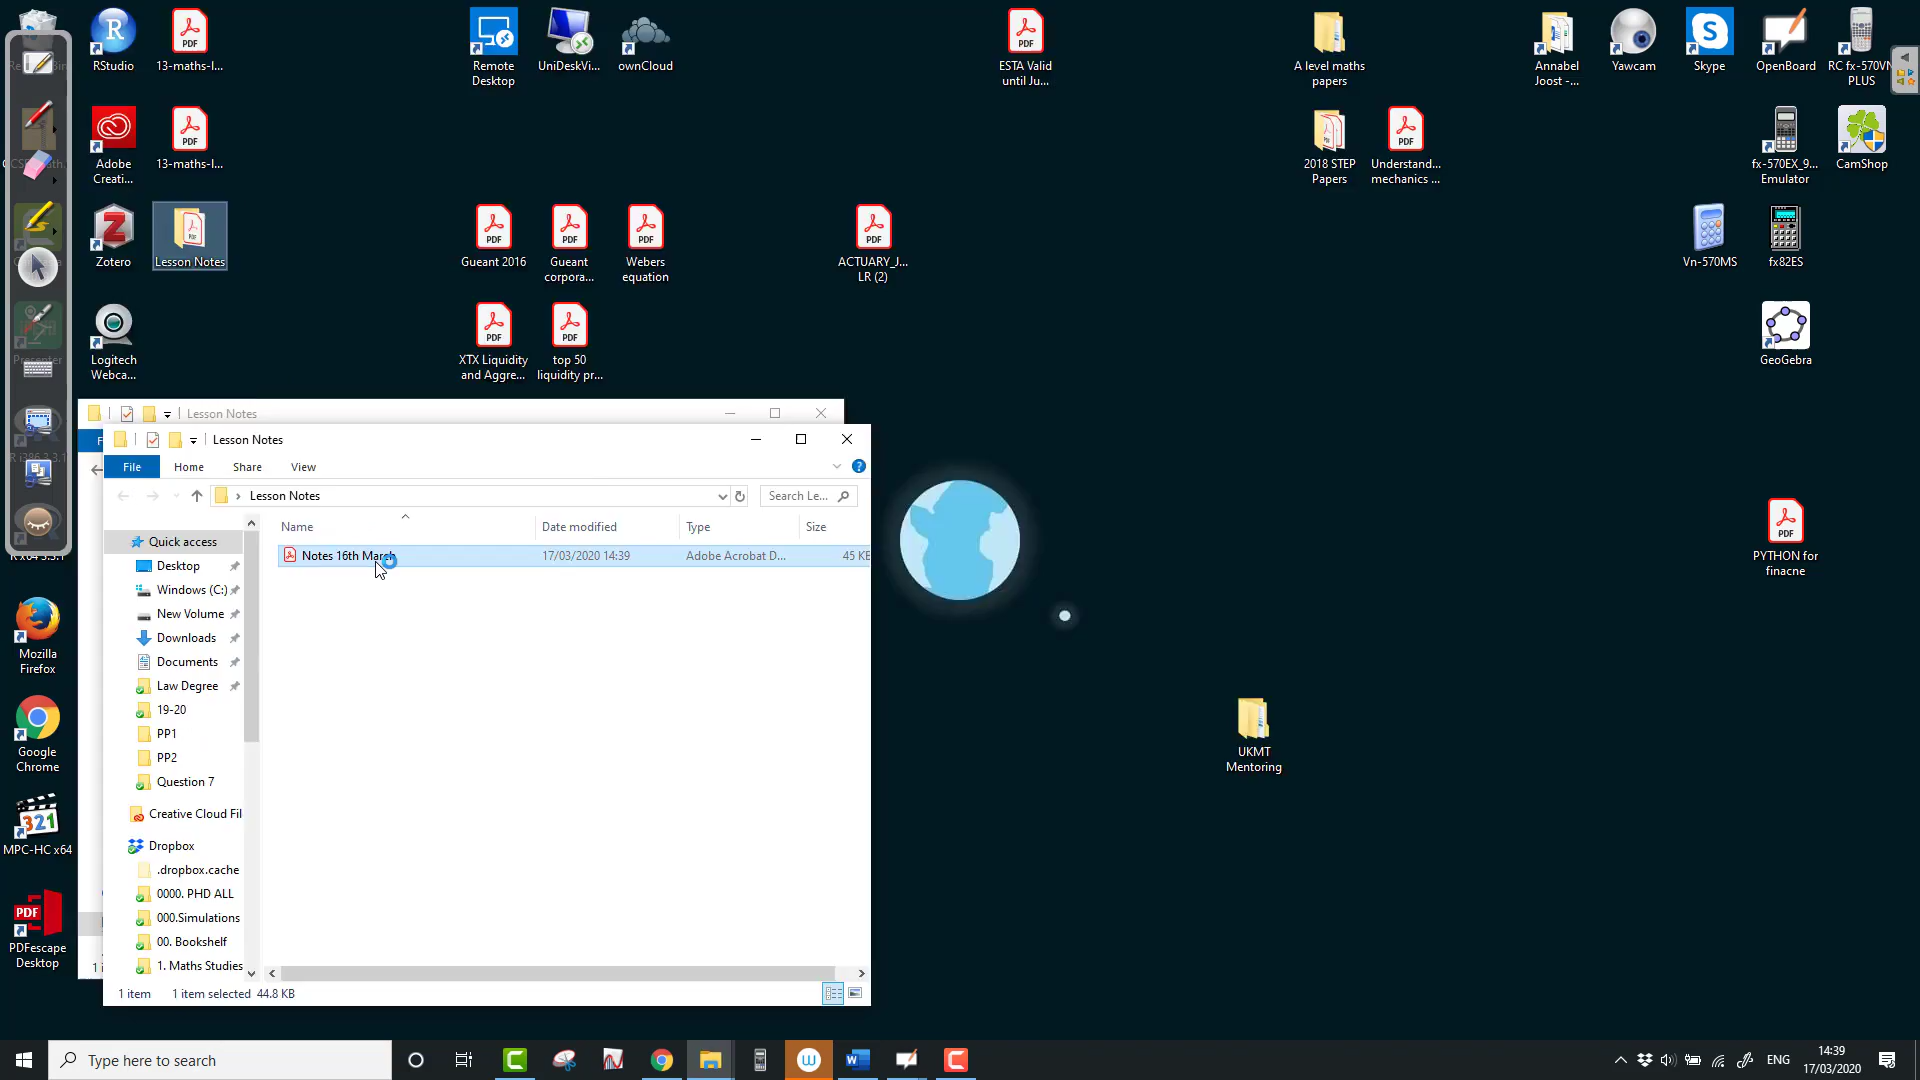 RStudio
13-maths-l...
Remote
Desktop
UniDeskVi...
ownCloud
ESTA Valid
until Ju...
A level maths
papers
Annabel
Joost -...
Yawcam
Skype
OpenBoard
RC fx-570VN
PLUS
Adobe
Creati...
13-maths-l...
2018 STEP
Papers
Understand...
mechanics ...
fx-570EX_9...
Emulator
CamShop
Zotero
Lesson Notes
Gueant 2016
Gueant
corpora...
Webers
equation
ACTUARY_J...
LR (2)
Vn-570MS
fx82ES
Logitech
Webca...
Presenter
XTX Liquidity
and Aggre...
top 50
liquidity pr...
GeoGebra
Lesson Notes
Lesson Notes
File
Home
Share
View
Lesson Notes
Search Le...
Name
Date modified
Type
Size
Notes 16th March
17/03/2020 14:39
Adobe Acrobat D...
45 KE
Quick access
Desktop
Windows (C:)
New Volume
Downloads
Documents
Law Degree
19-20
PP1
PP2
Question 7
Creative Cloud Fil
Dropbox
.dropbox.cache
0000. PHD ALL
000.Simulations
00. Bookshelf
1. Maths Studies
1 item
1 item selected
44.8 KB
PYTHON for
finacne
Mozilla
Firefox
Google
Chrome
UKMT
Mentoring
321
MPC-HC x64
PDF
PDFescape
Desktop
Type here to search
ENG
14:39
17/03/2020